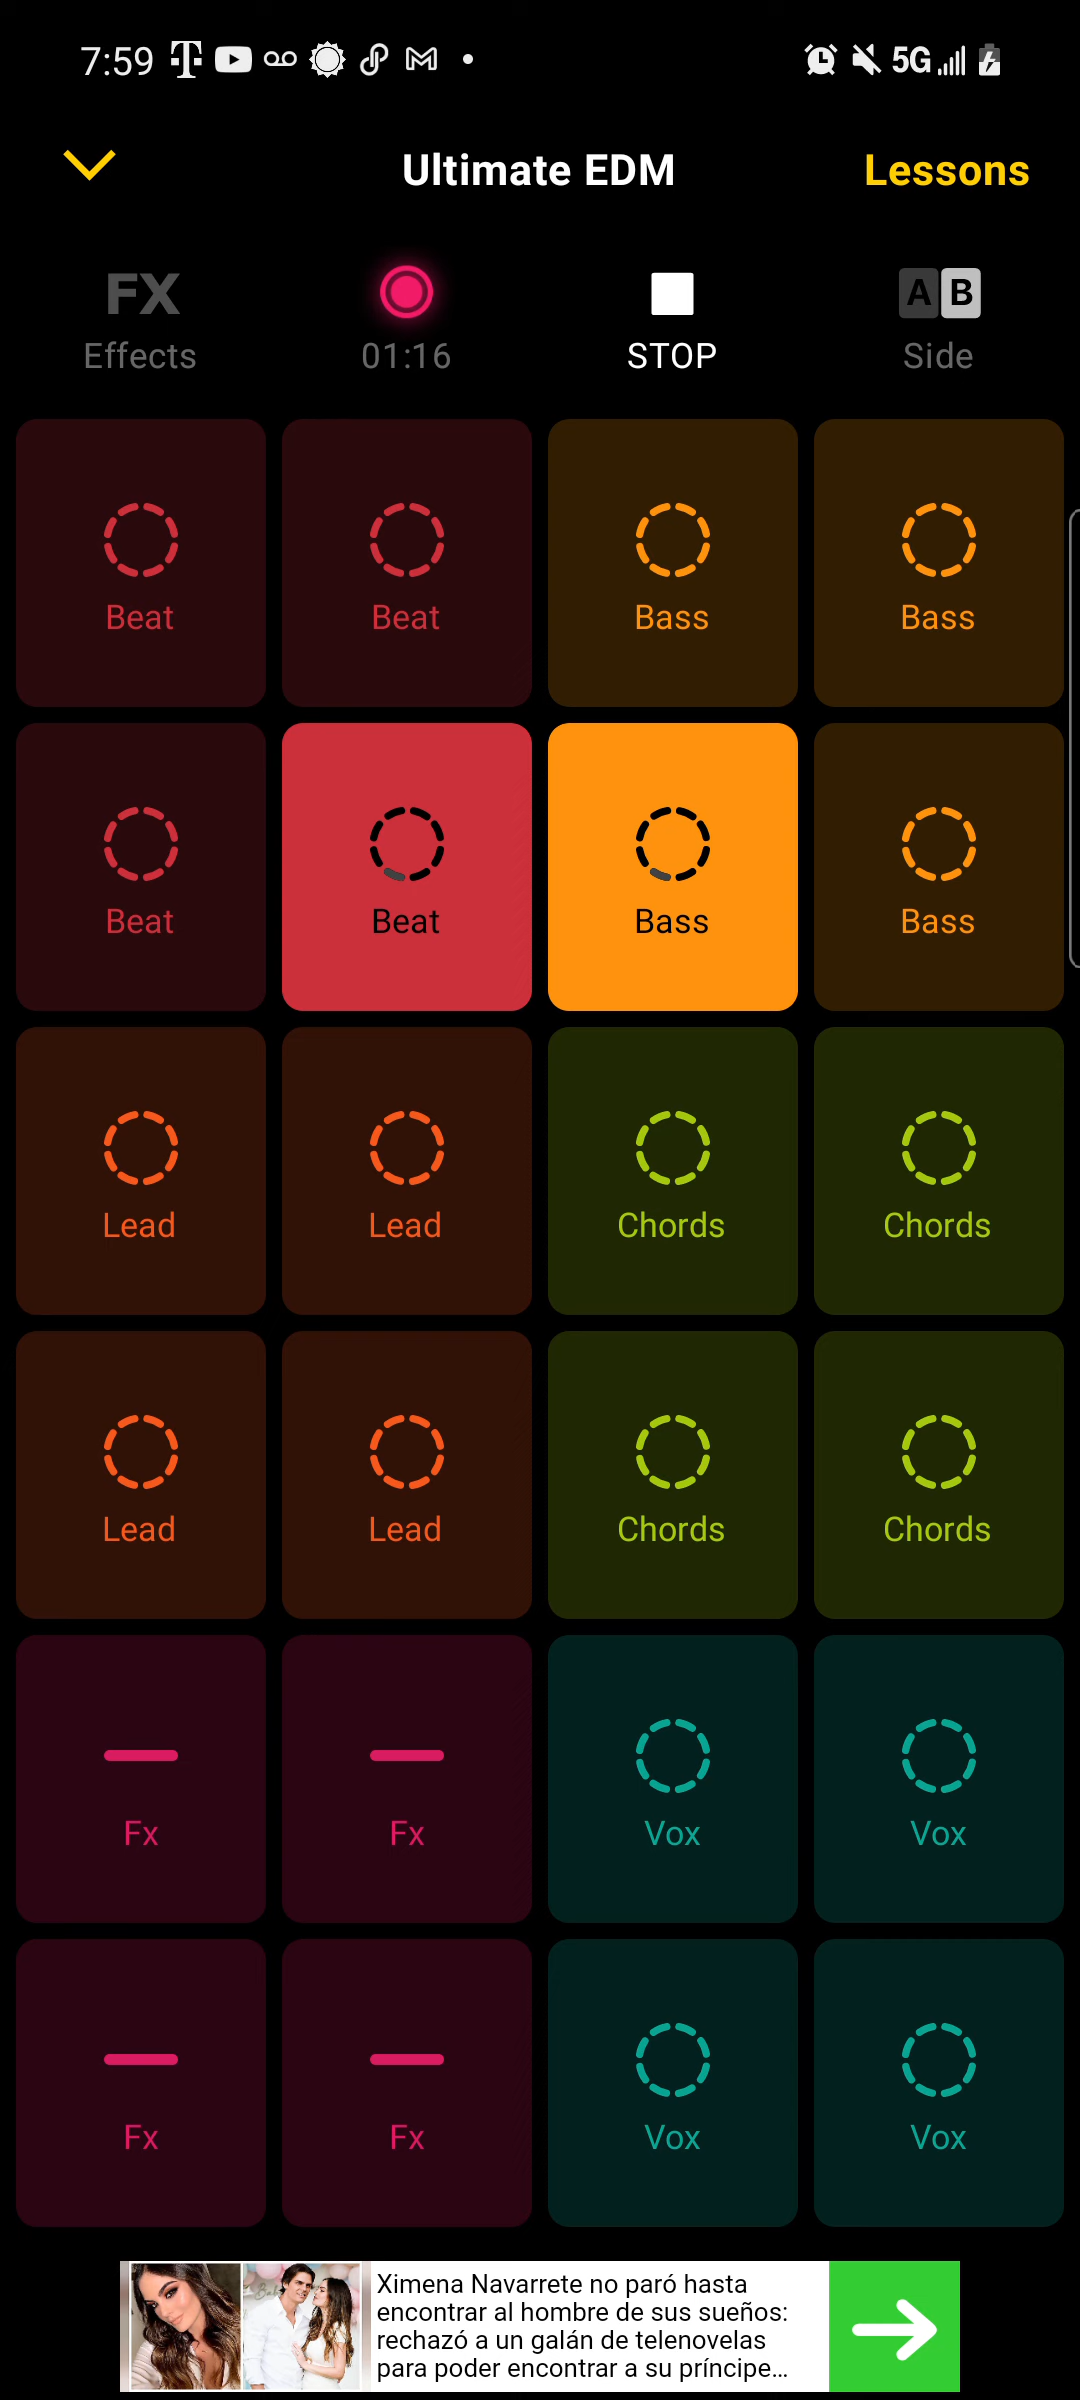 7:59 5G
Ultimate EDM Lessons
FX AB
Effects 01:16 STOP Side
Beat Beat Bass Bass
Beat Beat Bass Bass
Lead Lead Chords Chords
Lead Lead Chords Chords
Fx Fx Vox Vox
Fx Fx Vox Vox
Ximena Navarrete no paró hasta
encontrar al hombre de sus sueños:
rechazó a un galán de telenovelas
para poder encontrar a su príncipe...